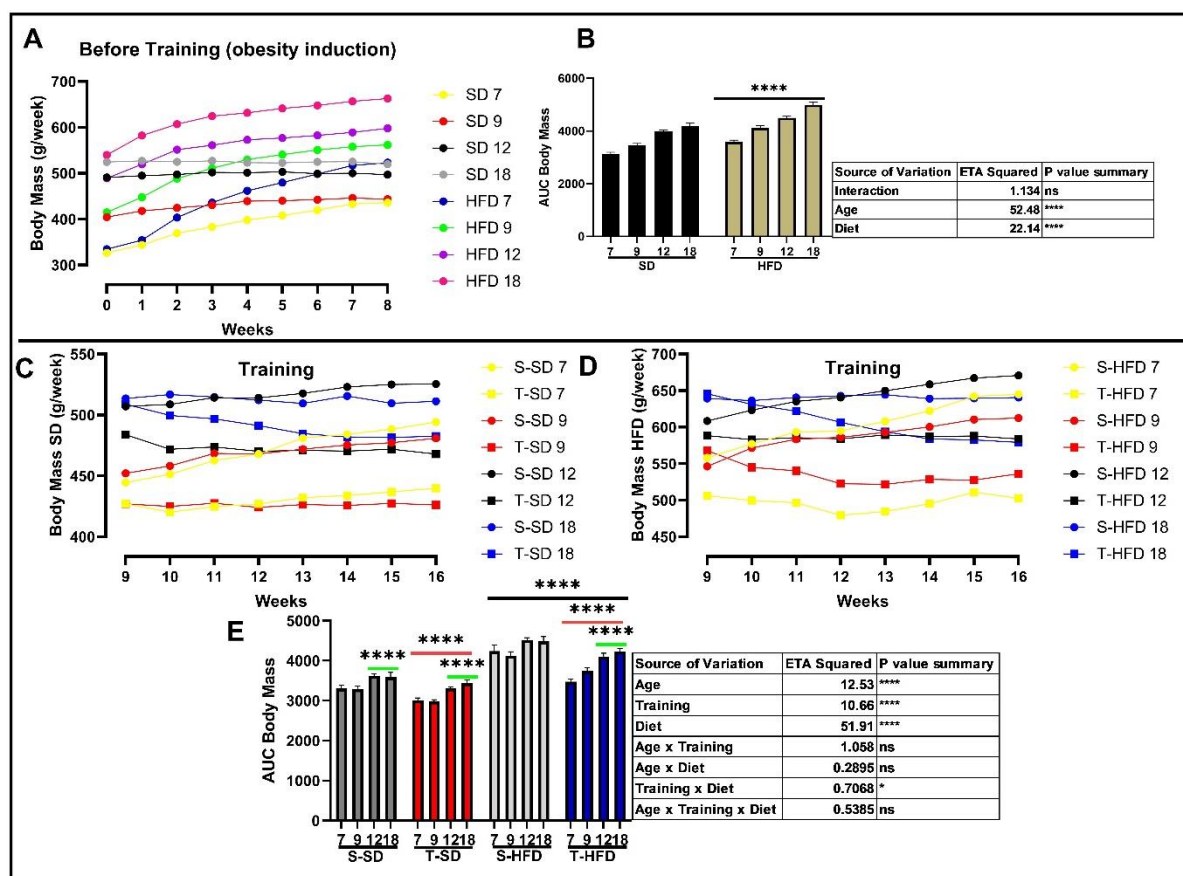 A
Before Training (obesity induction)
Body Mass (g/week)
700
600
500
400
300
0 1 2 3 4 5 6 7 8
Weeks
SD 7
SD 9
SD 12
SD 18
HFD 7
HFD 9
HFD 12
HFD 18
B
AUC Body Mass
6000
4000
2000
0
****
7 9 12 18 7 9 12 18
SD HFD
Source of Variation ETA Squared P value summary
Interaction 1.134 ns
Age 52.48 ****
Diet 22.14 ****
C
Training
Body Mass SD (g/week)
550
500
450
400
9 10 11 12 13 14 15 16
Weeks
S-SD 7
T-SD 7
S-SD 9
T-SD 9
S-SD 12
T-SD 12
S-SD 18
T-SD 18
D
Training
Body Mass HFD (g/week)
700
650
600
550
500
450
9 10 11 12 13 14 15 16
Weeks
S-HFD 7
T-HFD 7
S-HFD 9
T-HFD 9
S-HFD 12
T-HFD 12
S-HFD 18
T-HFD 18
E
AUC Body Mass
5000
4000
3000
2000
1000
0
****
**** ****
**** **** ****
7 9 1218 7 9 1218 7 9 1218 7 9 1218
S-SD T-SD S-HFD T-HFD
Source of Variation ETA Squared P value summary
Age 12.53 ****
Training 10.66 ****
Diet 51.91 ****
Age x Training 1.058 ns
Age x Diet 0.2895 ns
Training x Diet 0.7068 *
Age x Training x Diet 0.5385 ns